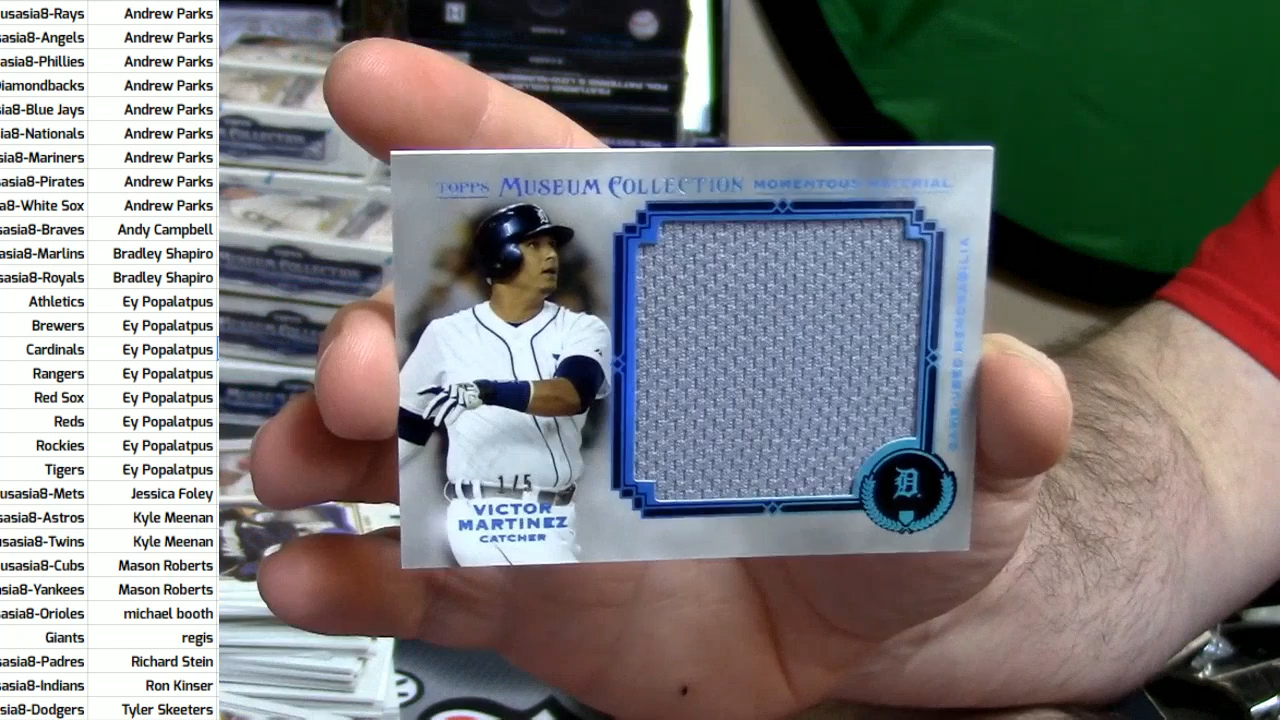 usasia8-Rays Andrew Parks
sasia8-Angels Andrew Parks
asia8-Phillies Andrew Parks
Diamondbacks Andrew Parks
sia8-Blue Jays Andrew Parks
sia8-Nationals Andrew Parks
sia8-Mariners Andrew Parks
sasia8-Pirates Andrew Parks
a8-White Sox Andrew Parks
sasia8-Braves Andy Campbell
sasia8-Marlins Bradley Shapiro
sasia8-Royals Bradley Shapiro
Athletics Ey Popalatpus
Brewers Ey Popalatpus
Cardinals Ey Popalatpus
Rangers Ey Popalatpus
Red Sox Ey Popalatpus
Reds Ey Popalatpus
Rockies Ey Popalatpus
Tigers Ey Popalatpus
usasia8-Mets Jessica Foley
sasia8-Astros Kyle Meenan
usasia8-Twins Kyle Meenan
usasia8-Cubs Mason Roberts
sia8-Yankees Mason Roberts
asia8-Orioles michael booth
Giants regis
sasia8-Padres Richard Stein
asia8-Indians Ron Kinser
sia8-Dodgers Tyler Skeeters
TOPPS MUSEUM COLLECTION MOMENTOUS MATERIAL
GAME-USED MEMORABILIA
1/5
VICTOR
MARTINEZ
CATCHER
D